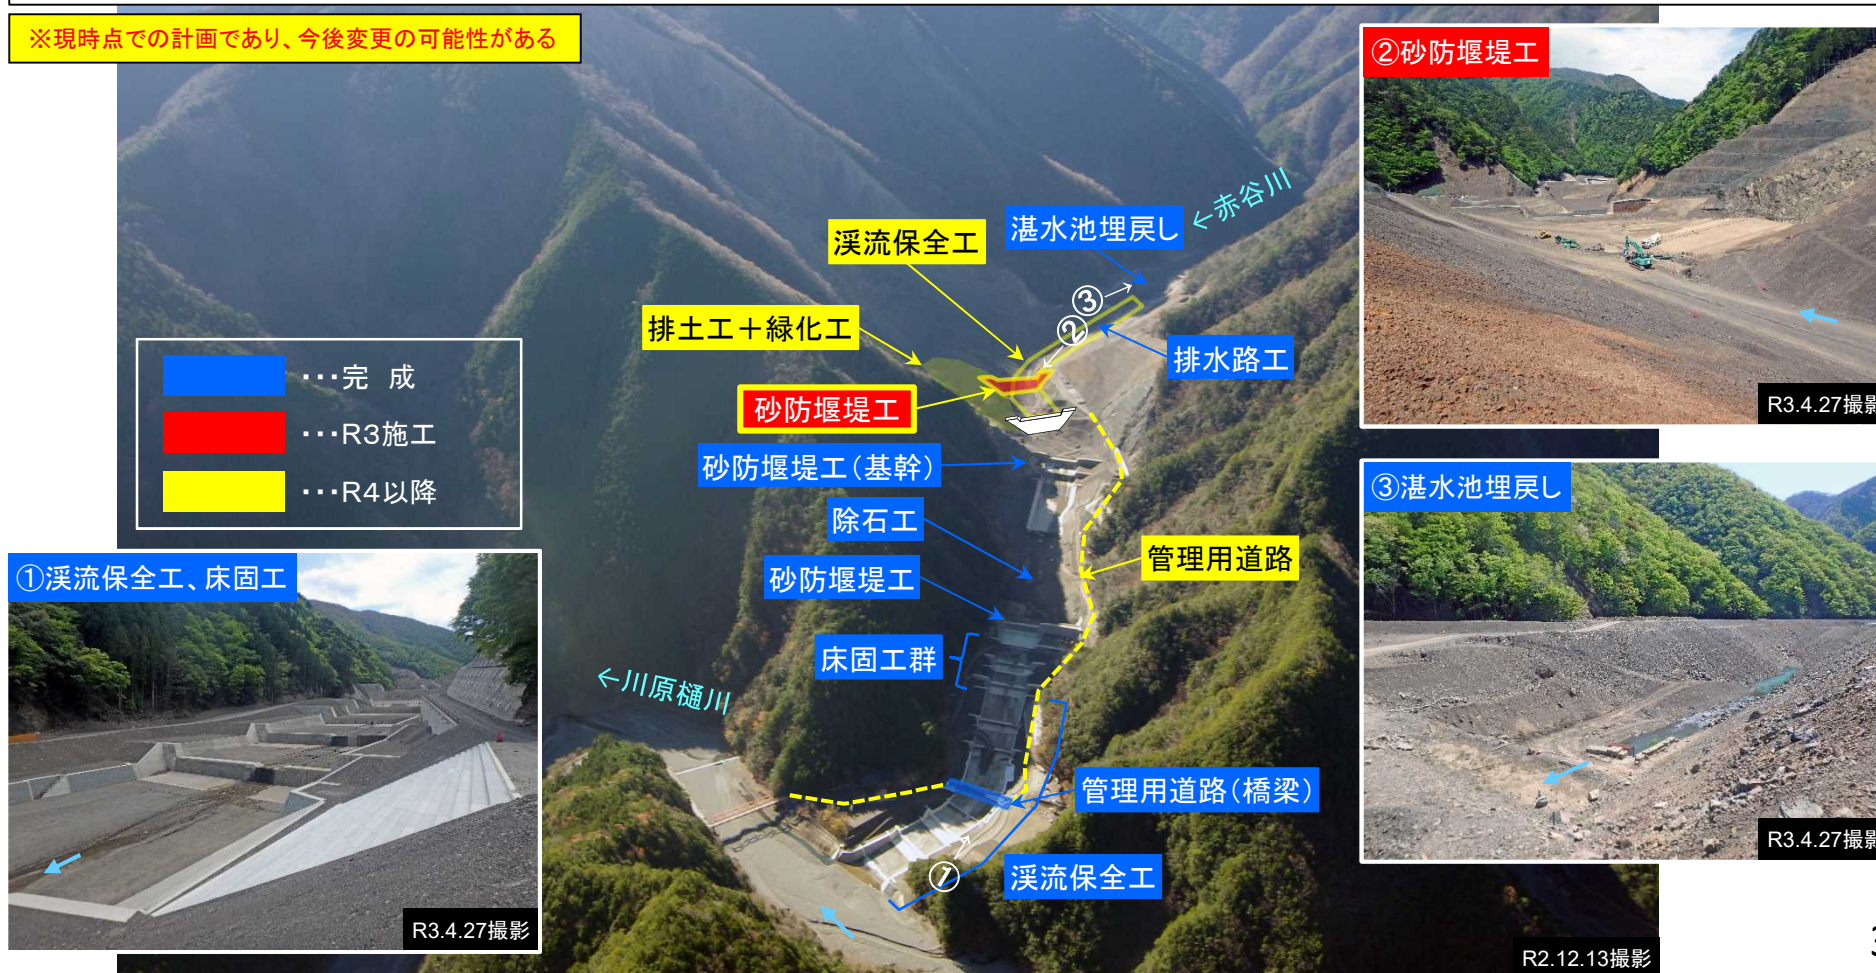 ※現時点での計画であり、今後変更の可能性がある
②砂防堰堤工
R3.4.27撮影
←赤谷川
湛水池埋戻し
渓流保全工
③
②
排土工＋緑化工
排水路工
砂防堰堤工
･･･完　成
･･･R3施工
･･･R4以降
砂防堰堤工（基幹）
③湛水池埋戻し
R3.4.27撮影
除石工
管理用道路
砂防堰堤工
①渓流保全工、床固工
R3.4.27撮影
床固工群
←川原樋川
管理用道路（橋梁）
①
渓流保全工
R2.12.13撮影